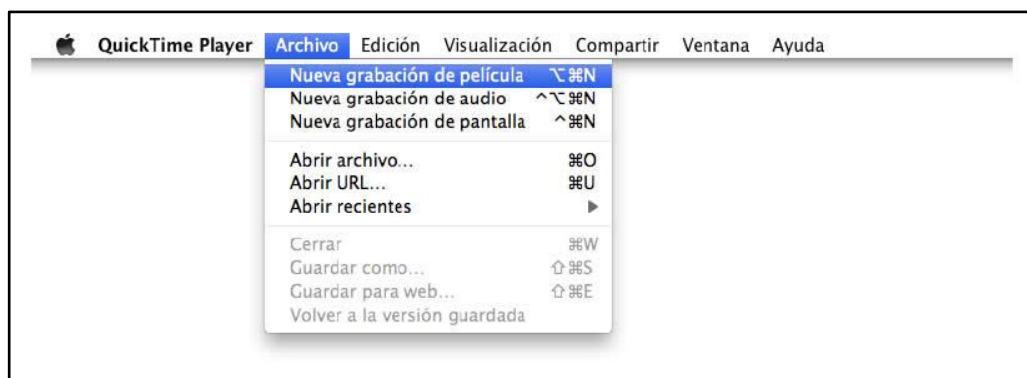 QuickTime Player Archivo Edición Visualización Compartir Ventana Ayuda
Nueva grabación de película ⌥⌘N
Nueva grabación de audio ^⌥⌘N
Nueva grabación de pantalla ^⌘N
Abrir archivo... ⌘O
Abrir URL... ⌘U
Abrir recientes
Cerrar ⌘W
Guardar como... ⇧⌘S
Guardar para web... ⇧⌘E
Volver a la versión guardada